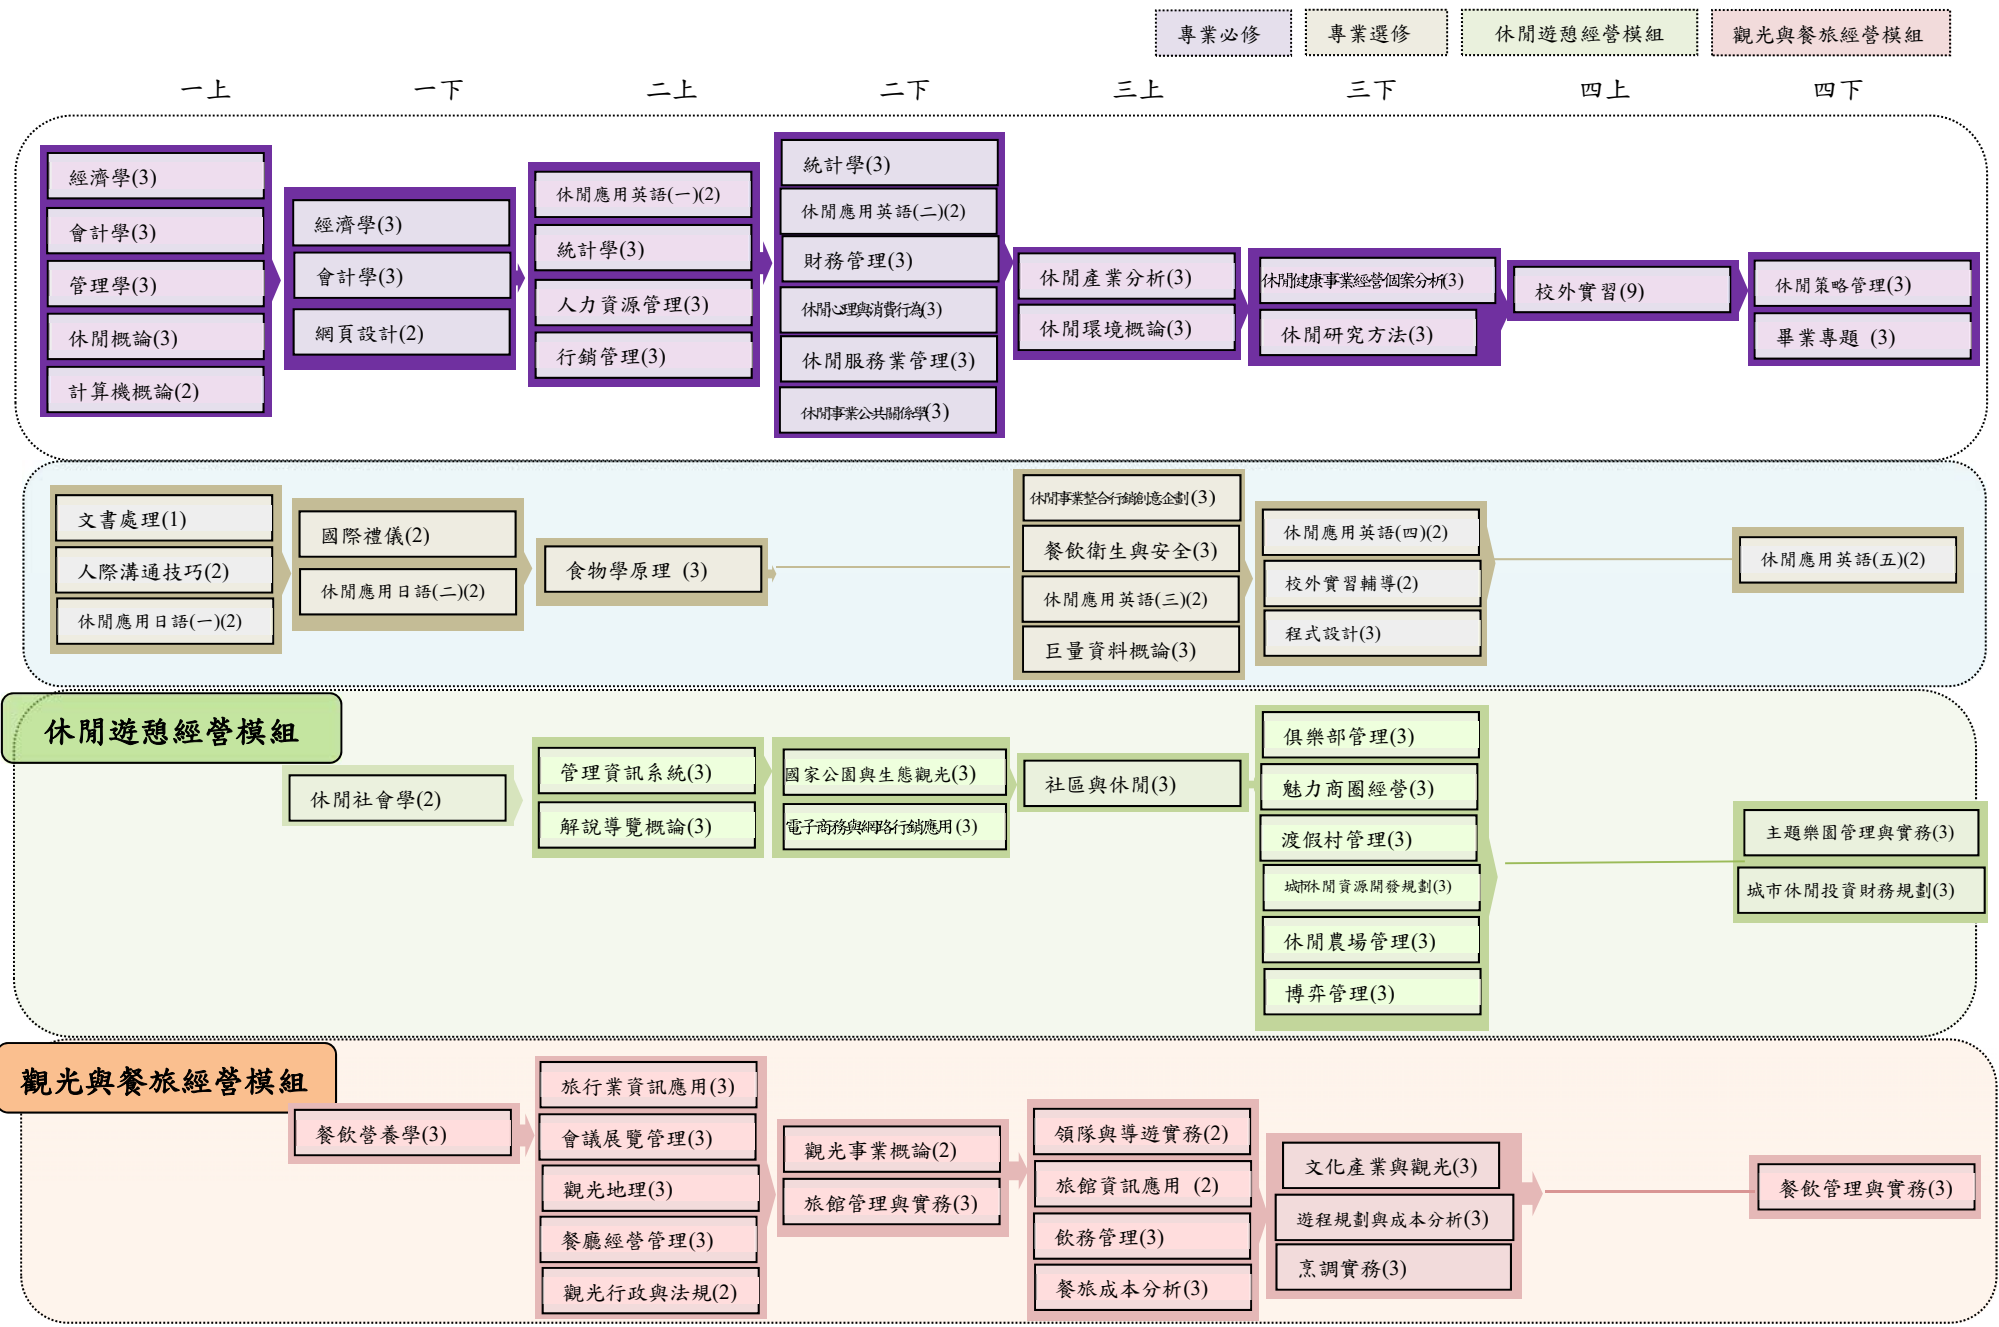 專業必修
專業選修
休閒遊憩經營模組
觀光與餐旅經營模組
一上
一下
二上
二下
三上
三下
四上
四下
經濟學(3)
會計學(3)
管理學(3)
休閒概論(3)
計算機概論(2)
經濟學(3)
會計學(3)
網頁設計(2)
休閒應用英語(一)(2)
統計學(3)
人力資源管理(3)
行銷管理(3)
統計學(3)
休閒應用英語(二)(2)
財務管理(3)
休閒心理與消費行為(3)
休閒服務業管理(3)
休閒事業公共關係學(3)
休閒產業分析(3)
休閒環境概論(3)
休閒健康事業經營個案分析(3)
休閒研究方法(3)
校外實習(9)
休閒策略管理(3)
畢業專題 (3)
文書處理(1)
人際溝通技巧(2)
休閒應用日語(一)(2)
國際禮儀(2)
休閒應用日語(二)(2)
食物學原理 (3)
休閒事業整合行銷創意企劃(3)
餐飲衛生與安全(3)
休閒應用英語(三)(2)
巨量資料概論(3)
休閒應用英語(四)(2)
校外實習輔導(2)
程式設計(3)
休閒應用英語(五)(2)
休閒遊憩經營模組
休閒社會學(2)
管理資訊系統(3)
解說導覽概論(3)
國家公園與生態觀光(3)
電子商務與網路行銷應用(3)
社區與休閒(3)
俱樂部管理(3)
魅力商圈經營(3)
渡假村管理(3)
城市休閒資源開發規劃(3)
休閒農場管理(3)
博弈管理(3)
主題樂園管理與實務(3)
城市休閒投資財務規劃(3)
觀光與餐旅經營模組
餐飲營養學(3)
旅行業資訊應用(3)
會議展覽管理(3)
觀光地理(3)
餐廳經營管理(3)
觀光行政與法規(2)
觀光事業概論(2)
旅館管理與實務(3)
領隊與導遊實務(2)
旅館資訊應用 (2)
飲務管理(3)
餐旅成本分析(3)
文化產業與觀光(3)
遊程規劃與成本分析(3)
烹調實務(3)
餐飲管理與實務(3)